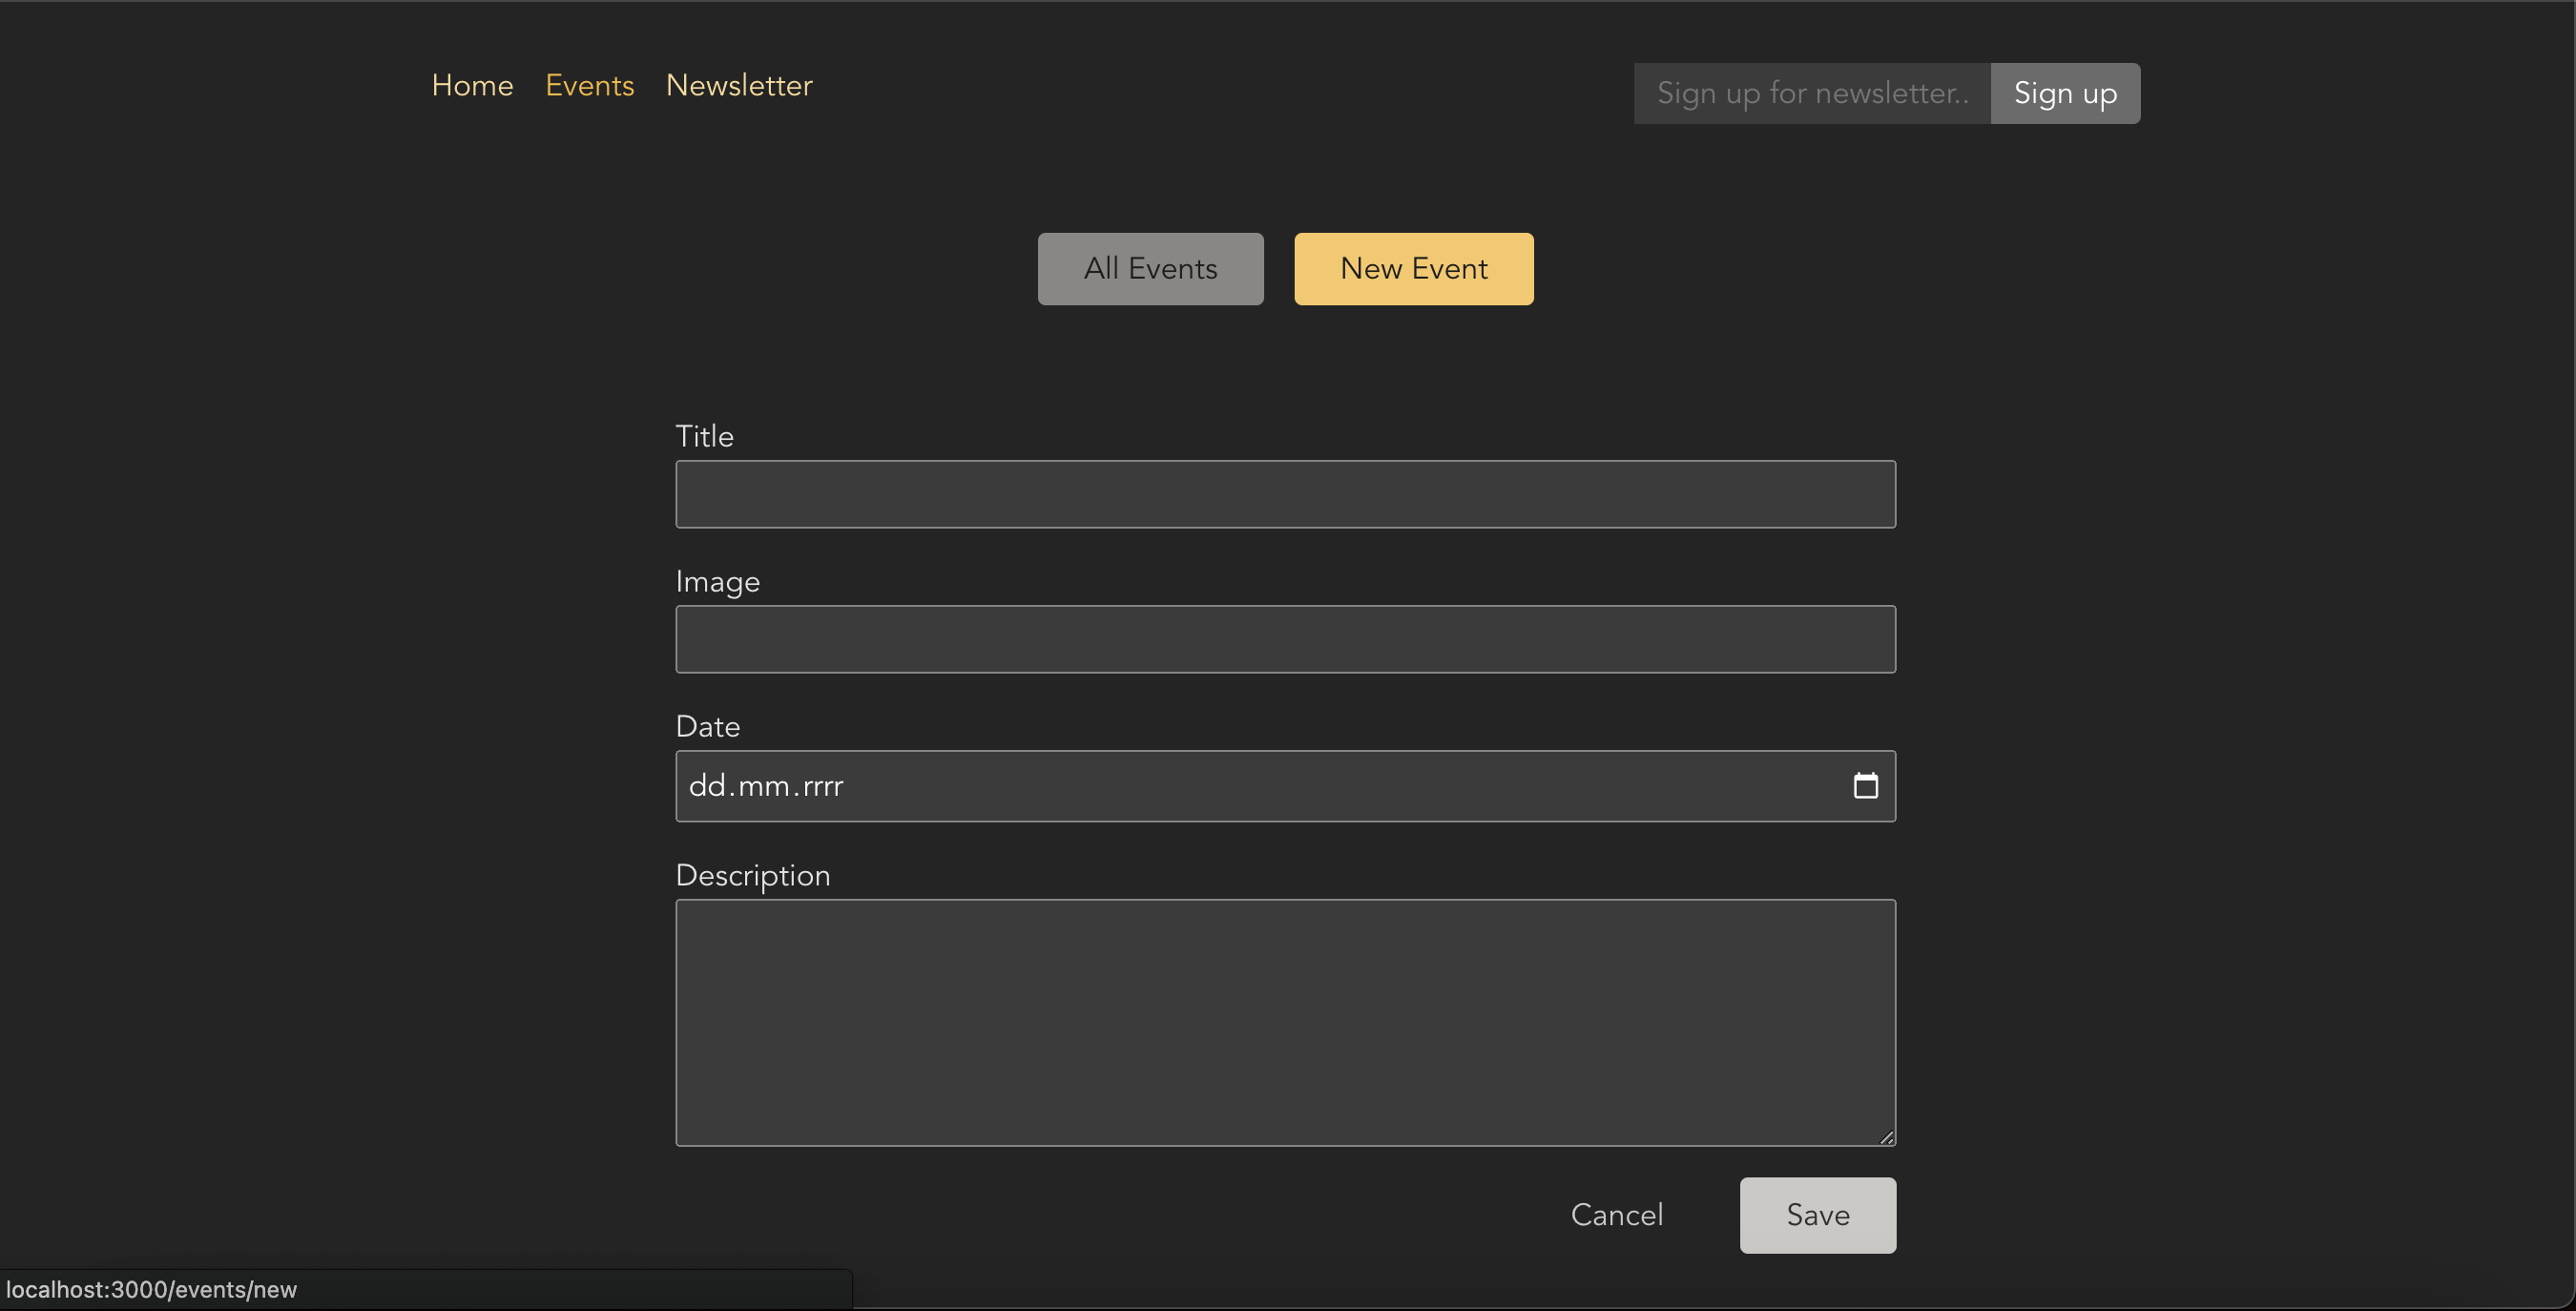 Home Events Newsletter
Sign up for newsletter.. Sign up
All Events New Event
Title
Image
Date
dd.mm.rrrr
Description
Cancel Save
localhost:3000/events/new